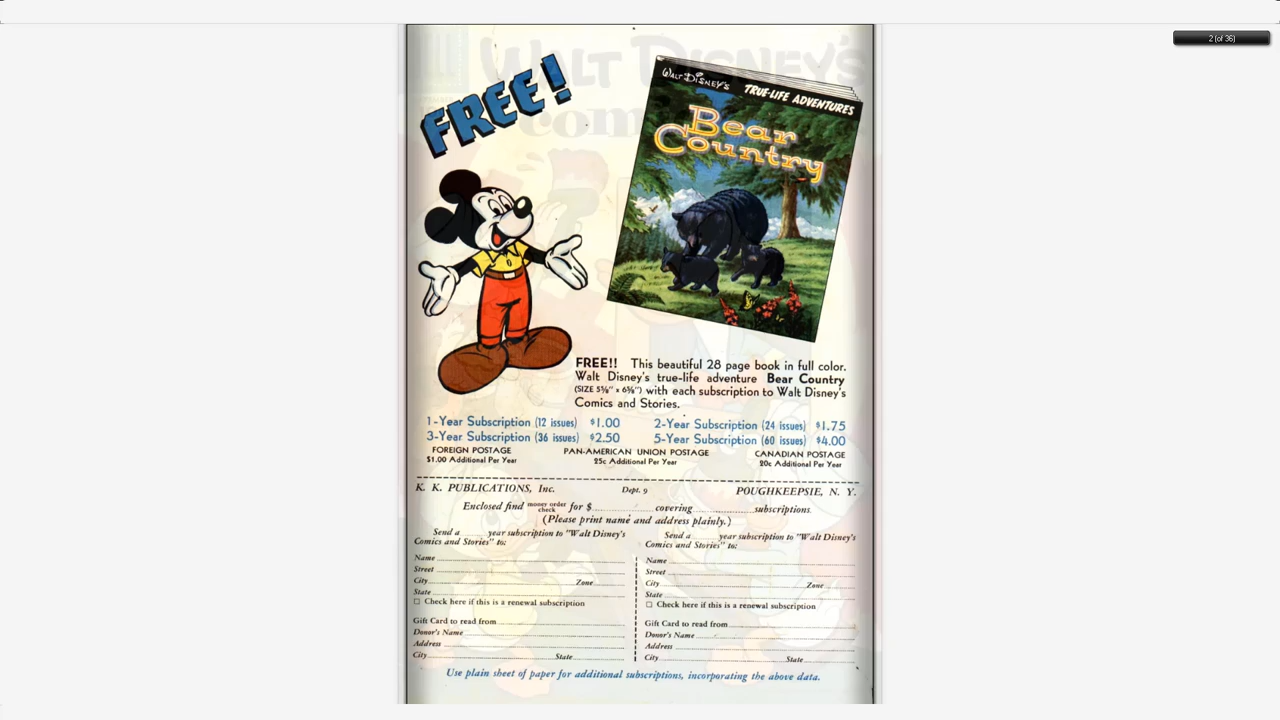 2 (of 36)
WALT DISNEY'S
com
FREE!
WALT DISNEY'S TRUE-LIFE ADVENTURES
Bear
Country
FREE!! This beautiful 28 page book in full color.
Walt Disney's true-life adventure Bear Country
(SIZE 5⅝" x 6⅝") with each subscription to Walt Disney's
Comics and Stories.
1-Year Subscription (12 issues) $1.00 2-Year Subscription (24 issues) $1.75
3-Year Subscription (36 issues) $2.50 5-Year Subscription (60 issues) $4.00
FOREIGN POSTAGE PAN-AMERICAN UNION POSTAGE CANADIAN POSTAGE
$1.00 Additional Per Year 25c Additional Per Year 20c Additional Per Year
K. K. PUBLICATIONS, Inc. Dept. 9 POUGHKEEPSIE, N. Y.
Enclosed find money order check for $ covering subscriptions.
(Please print name and address plainly.)
Send a year subscription to "Walt Disney's
Comics and Stories" to:
Name
Street
City Zone
State
☐ Check here if this is a renewal subscription
Gift Card to read from
Donor's Name
Address
City State
Send a year subscription to "Walt Disney's
Comics and Stories" to:
Name
Street
City Zone
State
☐ Check here if this is a renewal subscription
Gift Card to read from
Donor's Name
Address
City State
Use plain sheet of paper for additional subscriptions, incorporating the above data.